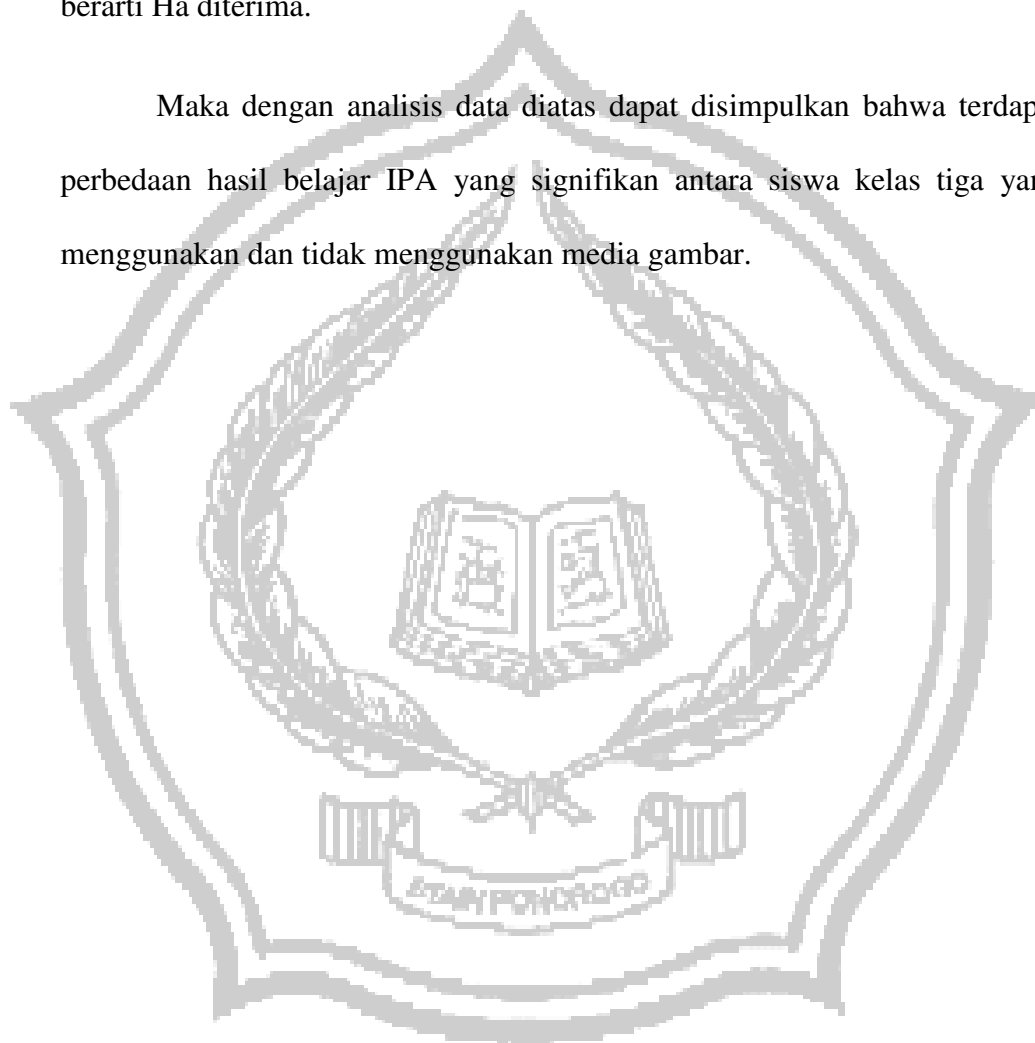 berarti Ha diterima.
Maka dengan analisis data diatas dapat disimpulkan bahwa terdap
perbedaan hasil belajar IPA yang signifikan antara siswa kelas tiga yan
menggunakan dan tidak menggunakan media gambar.
STAIN PONOROGO